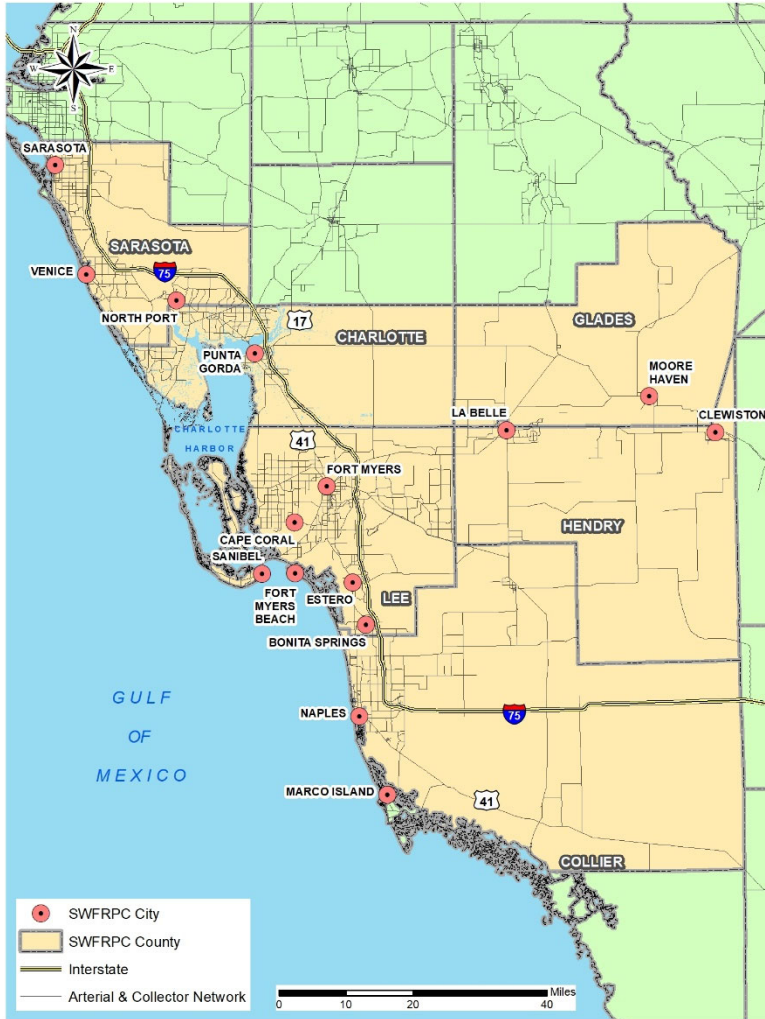 N
W E
S
SARASOTA
SARASOTA
75
VENICE
NORTH PORT
17
GLADES
CHARLOTTE
PUNTA
GORDA
MOORE
HAVEN
LA BELLE
CLEWISTON
CHARLOTTE
HARBOR
41
FORT MYERS
HENDRY
CAPE CORAL
SANIBEL
FORT
MYERS
BEACH
ESTERO
LEE
BONITA SPRINGS
GULF
OF
MEXICO
NAPLES
75
MARCO ISLAND
41
COLLIER
SWFRPC City
SWFRPC County
Interstate
Arterial & Collector Network
Miles
0 10 20 40